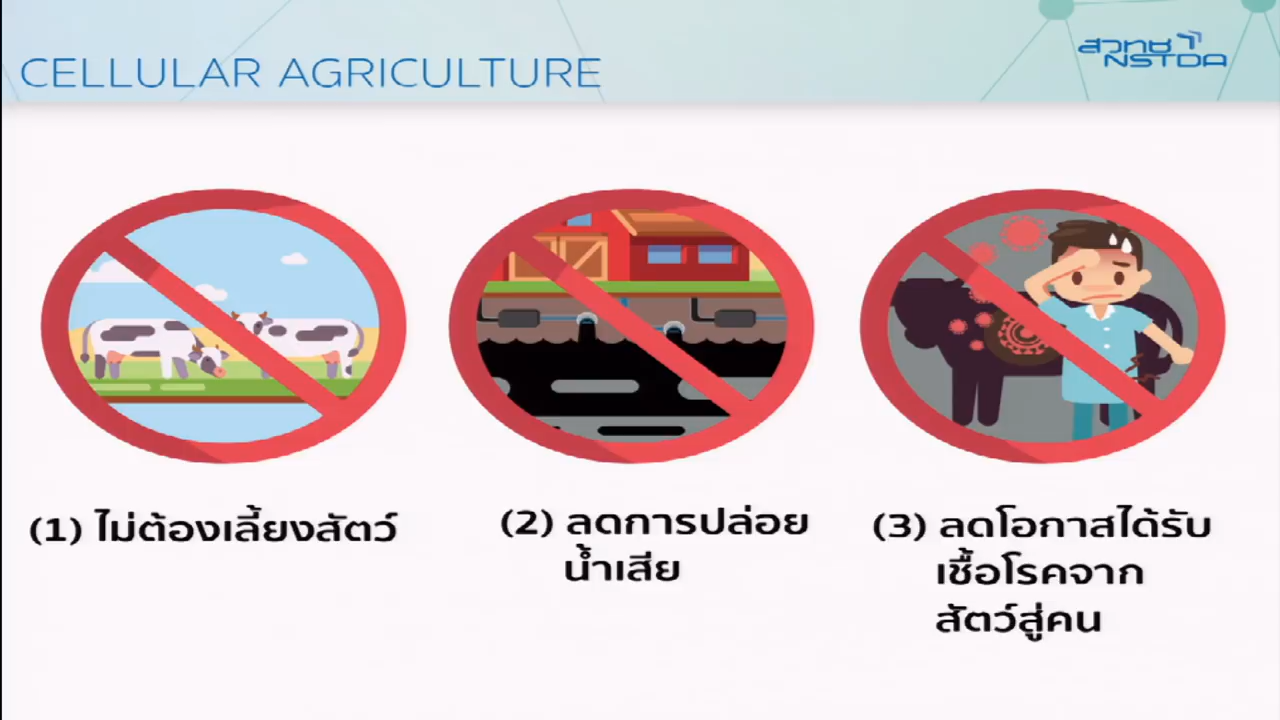 CELLULAR AGRICULTURE
สวทช
NSTDA
(1) ไม่ต้องเลี้ยงสัตว์
(2) ลดการปล่อย
น้ำเสีย
(3) ลดโอกาสได้รับ
เชื้อโรคจาก
สัตว์สู่คน